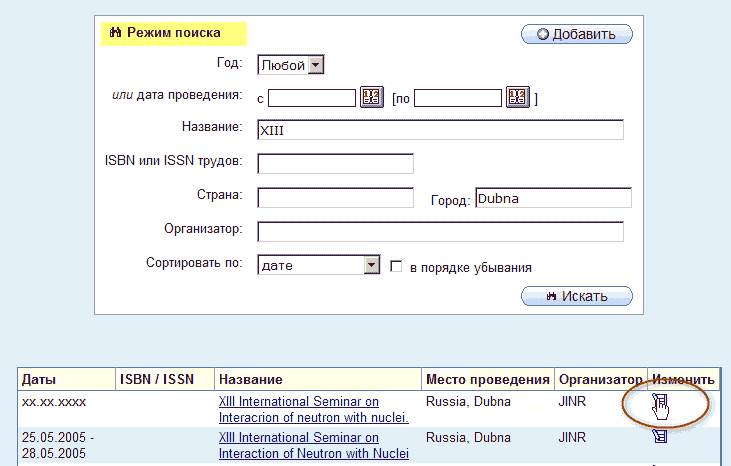 Режим поиска
Добавить
Год: Любой
или дата проведения: с [по ]
Название: XIII
ISBN или ISSN трудов:
Страна: Город: Dubna
Организатор:
Сортировать по: дате в порядке убывания
Искать
Даты ISBN / ISSN Название Место проведения Организатор Изменить
xx.xx.xxxx XIII International Seminar on Russia, Dubna JINR
Interacrion of neutron with nuclei.
25.05.2005 - XIII International Seminar on Russia, Dubna JINR
28.05.2005 Interaction of Neutron with Nuclei